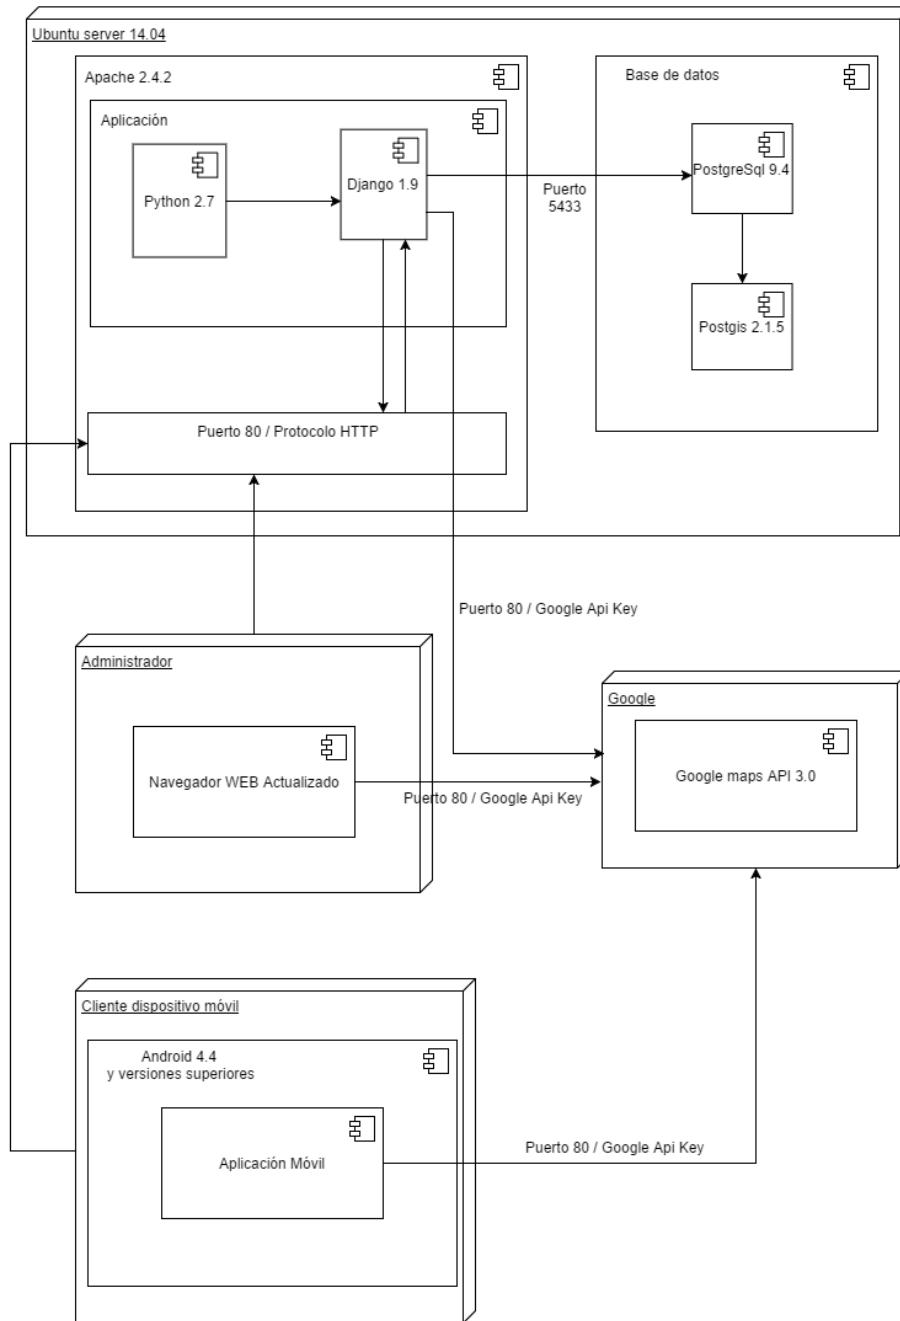 Ubuntu server 14.04
Apache 2.4.2
Base de datos
Aplicación
Python 2.7
Django 1.9
PostgreSql 9.4
Puerto
5433
Postgis 2.1.5
Puerto 80 / Protocolo HTTP
Puerto 80 / Google Api Key
Administrador
Navegador WEB Actualizado
Puerto 80 / Google Api Key
Google
Google maps API 3.0
Cliente dispositivo móvil
Android 4.4
y versiones superiores
Aplicación Móvil
Puerto 80 / Google Api Key